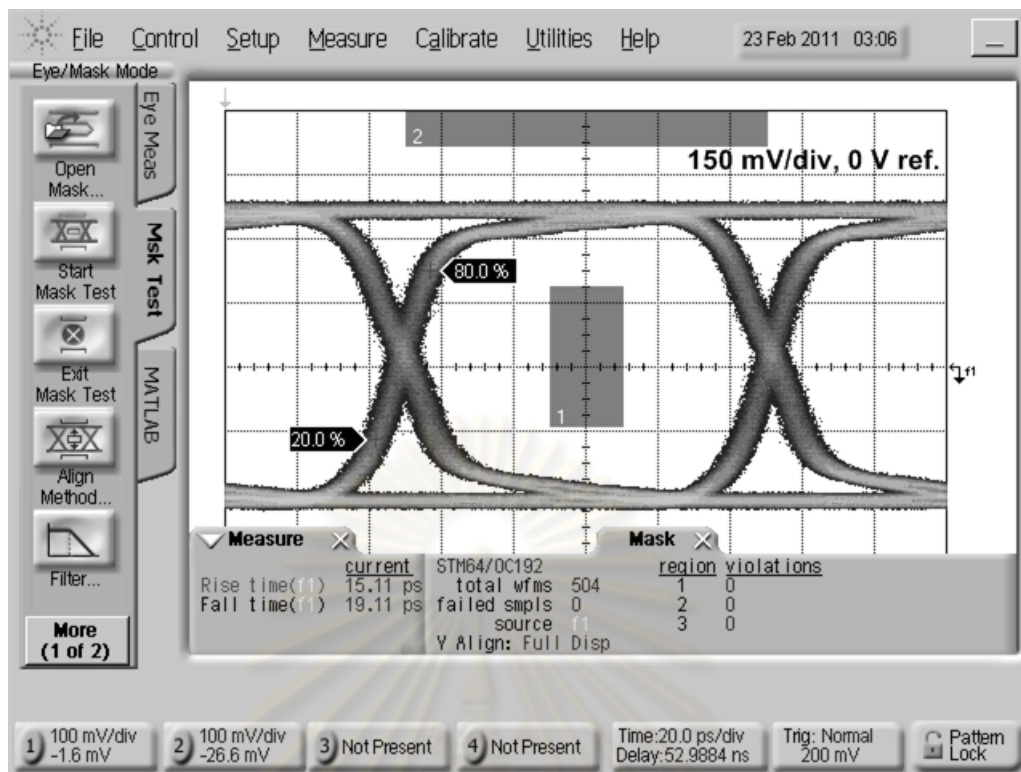 File Control Setup Measure Calibrate Utilities Help 23 Feb 2011 03:06
Eye/Mask Mode
Eye Meas
Msk Test
MATLAB
Open
Mask...
Start
Mask Test
Exit
Mask Test
Align
Method...
Filter...
More
(1 of 2)
2
150 mV/div, 0 V ref.
80.0 %
1
20.0 %
f1
Measure
current
Rise time(f1) 15.11 ps
Fall time(f1) 19.11 ps
Mask
STM64/OC192 region violations
total wfms 504 1 0
failed smpls 0 2 0
source f1 3 0
Y Align: Full Disp
1) 100 mV/div
-1.6 mV
2) 100 mV/div
-26.6 mV
3) Not Present
4) Not Present
Time:20.0 ps/div
Delay:52.9884 ns
Trig: Normal
200 mV
Pattern
Lock